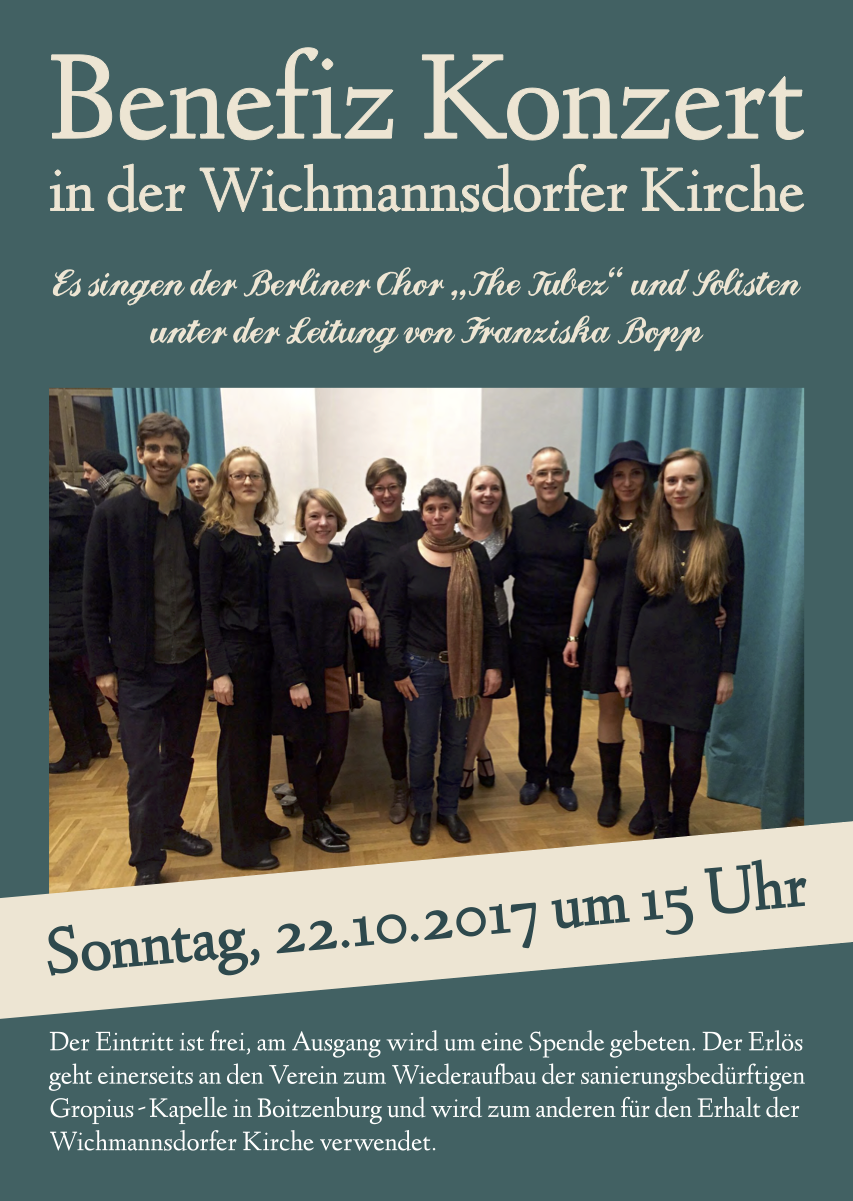 Benefiz Konzert
in der Wichmannsdorfer Kirche
Es singen der Berliner Chor „The Tubez“ und Solisten
unter der Leitung von Franziska Bopp
Sonntag, 22.10.2017 um 15 Uhr
Der Eintritt ist frei, am Ausgang wird um eine Spende gebeten. Der Erlös
geht einerseits an den Verein zum Wiederaufbau der sanierungsbedürftigen
Gropius-Kapelle in Boitzenburg und wird zum anderen für den Erhalt der
Wichmannsdorfer Kirche verwendet.